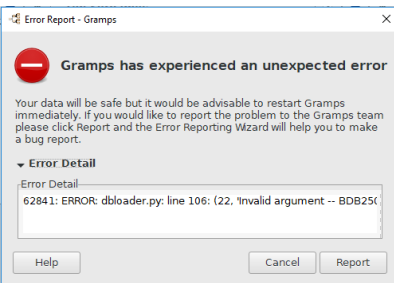 Error Report - Gramps
Gramps has experienced an unexpected error
Your data will be safe but it would be advisable to restart Gramps
immediately. If you would like to report the problem to the Gramps team
please click Report and the Error Reporting Wizard will help you to make
a bug report.
Error Detail
Error Detail
62841: ERROR: dbloader.py: line 106: (22, 'Invalid argument -- BDB250
Help
Cancel
Report